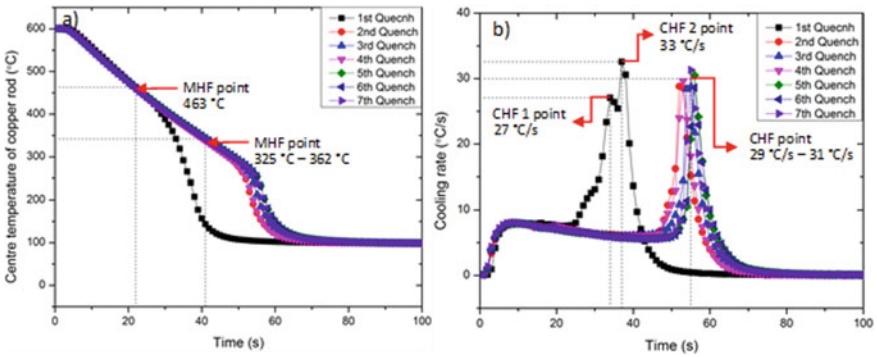 a)
1st Quecnh
2nd Quench
3rd Quench
4th Quench
5th Quench
6th Quench
7th Quench
MHF point
463 °C
MHF point
325 °C – 362 °C
Centre temperature of copper rod (°C)
600
500
400
300
200
100
0
0 20 40 60 80 100
Time (s)
b)
1st Quench
2nd Quench
3rd Quench
4th Quench
5th Quench
6th Quench
7th Quench
CHF 2 point
33 °C/s
CHF 1 point
27 °C/s
CHF point
29 °C/s – 31 °C/s
Cooling rate (°C/s)
40
30
20
10
0
0 20 40 60 80 100
Time (s)